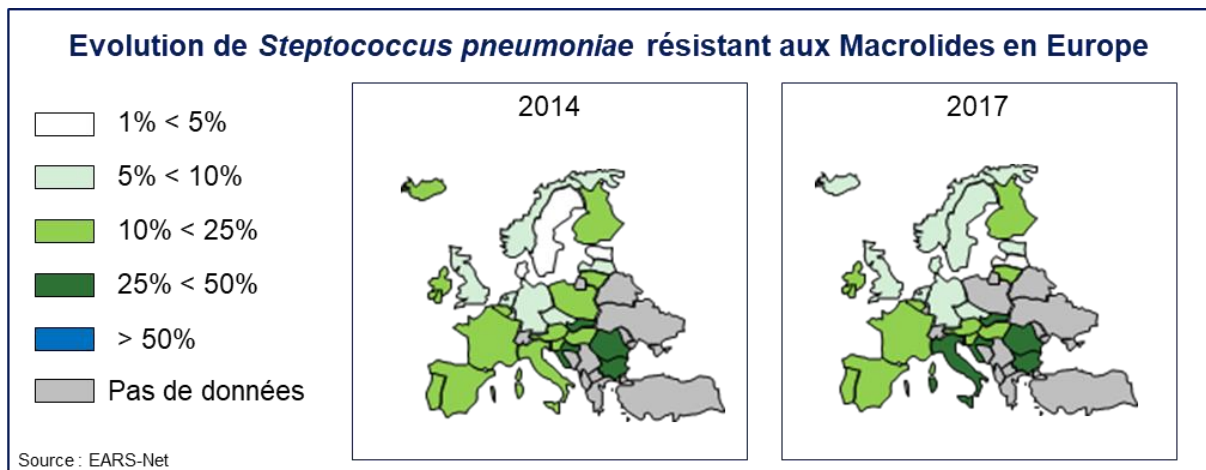 Evolution de Steptococcus pneumoniae résistant aux Macrolides en Europe
1% < 5%
5% < 10%
10% < 25%
25% < 50%
> 50%
Pas de données
2014
2017
Source : EARS-Net